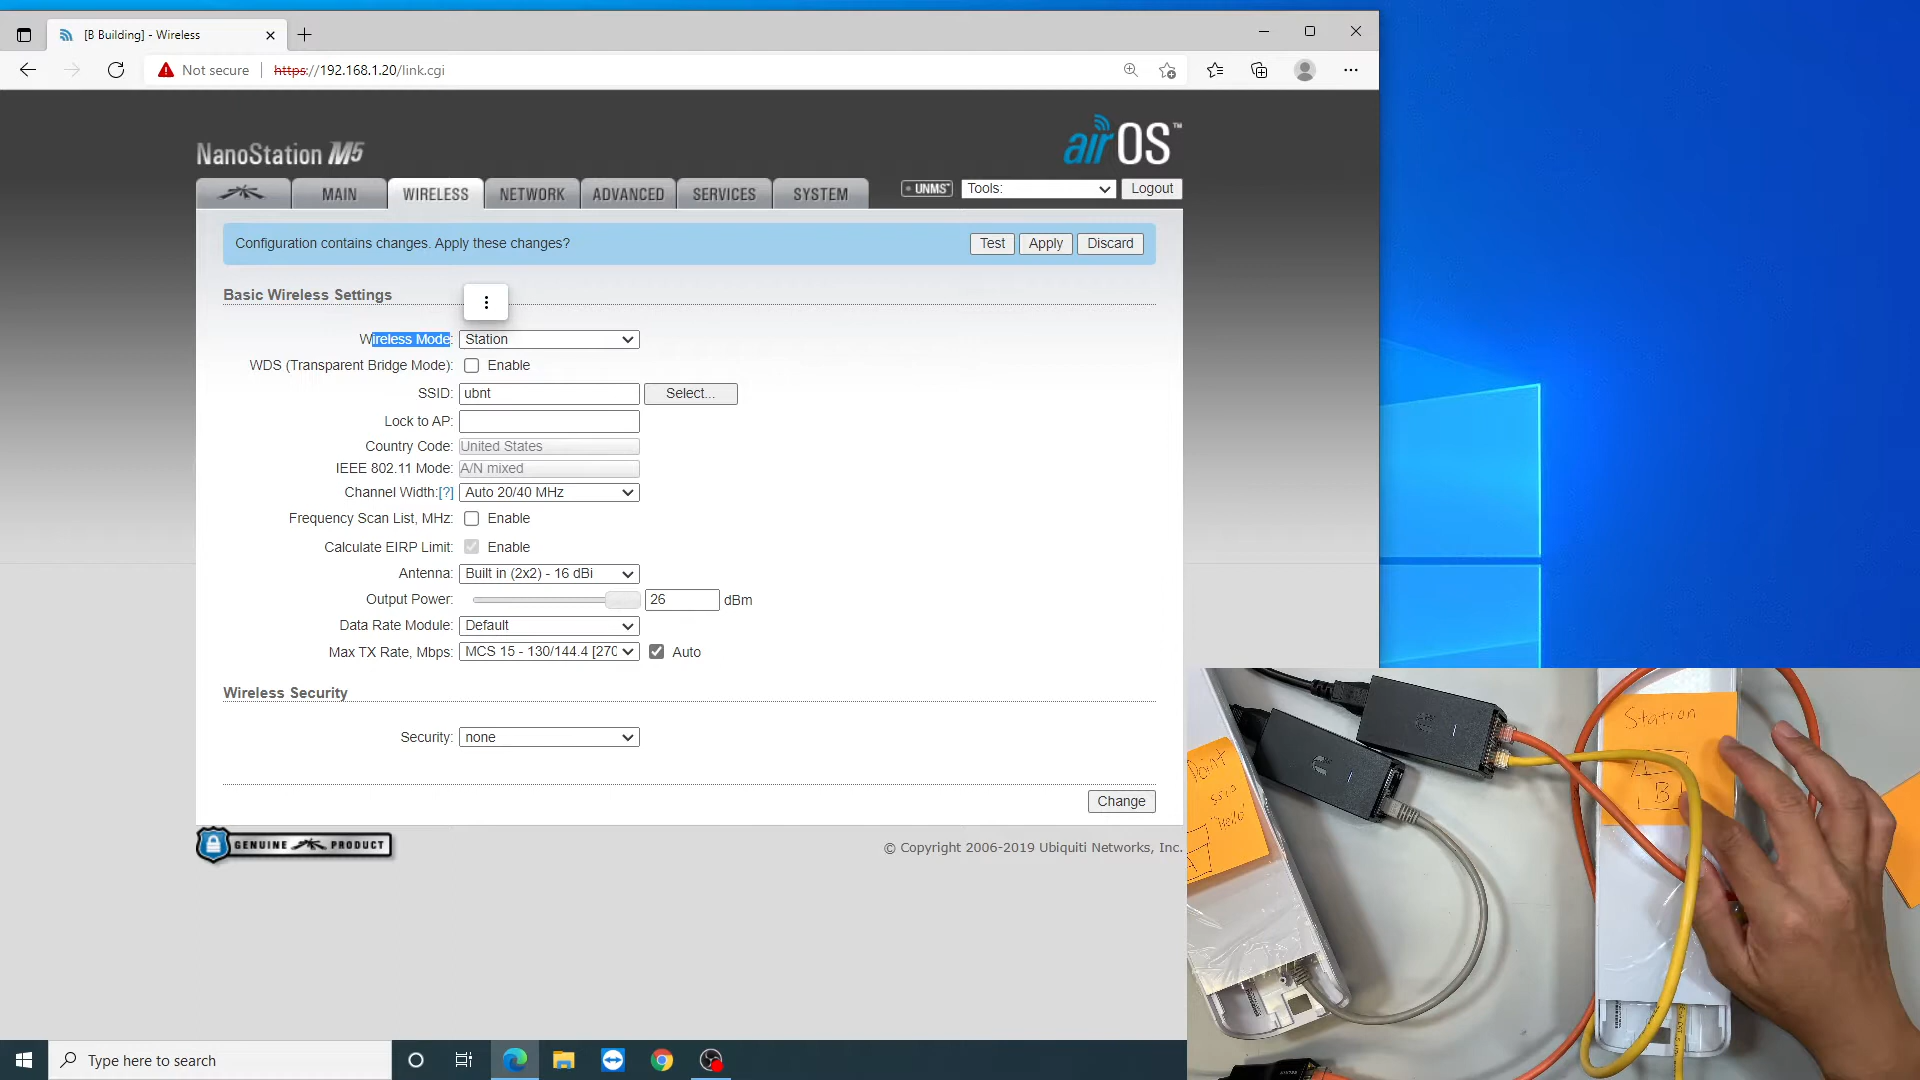 [B Building] - Wireless
Not secure
https://192.168.1.20/link.cgi
NanoStation M5
airOS™
MAIN
WIRELESS
NETWORK
ADVANCED
SERVICES
SYSTEM
UNMS™
Tools:
Logout
Configuration contains changes. Apply these changes?
Test
Apply
Discard
Basic Wireless Settings
Wireless Mode: Station
WDS (Transparent Bridge Mode): Enable
SSID: ubnt Select...
Lock to AP:
Country Code: United States
IEEE 802.11 Mode: A/N mixed
Channel Width:[?] Auto 20/40 MHz
Frequency Scan List, MHz: Enable
Calculate EIRP Limit: Enable
Antenna: Built in (2x2) - 16 dBi
Output Power: 26 dBm
Data Rate Module: Default
Max TX Rate, Mbps: MCS 15 - 130/144.4 [270 Auto
Wireless Security
Security: none
Change
GENUINE PRODUCT
© Copyright 2006-2019 Ubiquiti Networks, Inc.
Station
B
Point
SSID
"Hello"
A
Type here to search